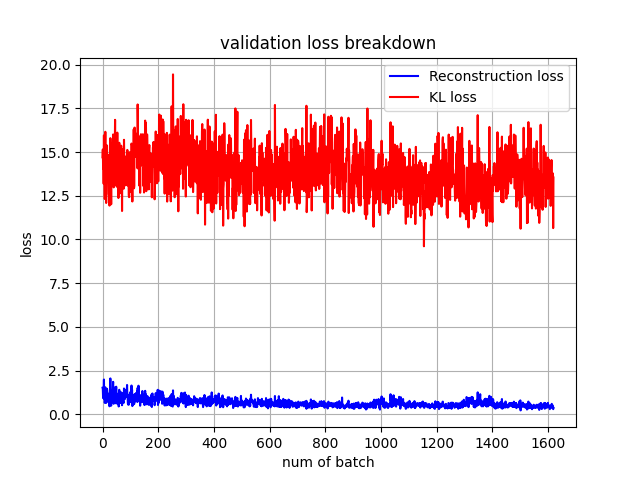 validation loss breakdown
20.0
17.5
15.0
12.5
10.0
7.5
5.0
2.5
0.0
loss
Reconstruction loss
KL loss
0 200 400 600 800 1000 1200 1400 1600
num of batch